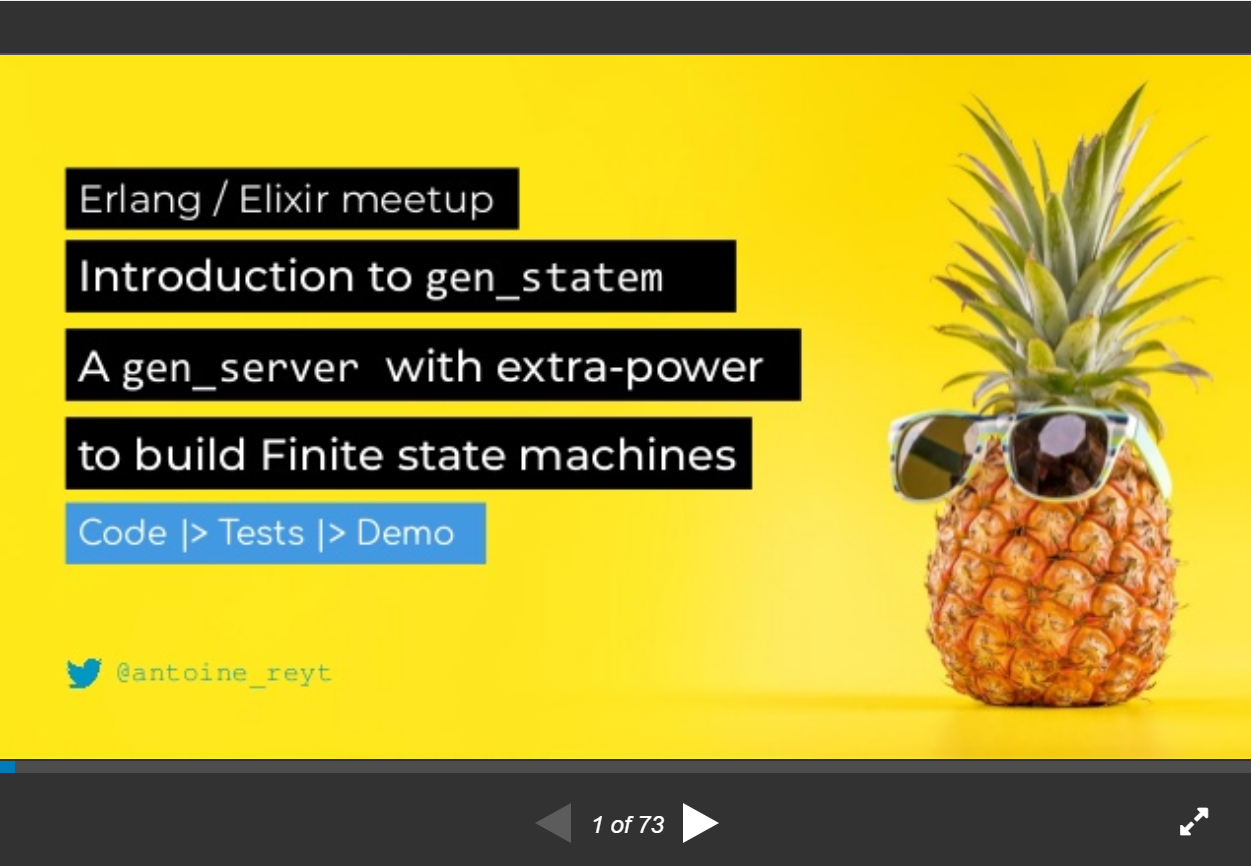 Erlang / Elixir meetup
Introduction to gen_statem
A gen_server with extra-power
to build Finite state machines
Code |> Tests |> Demo
@antoine_reyt
1 of 73